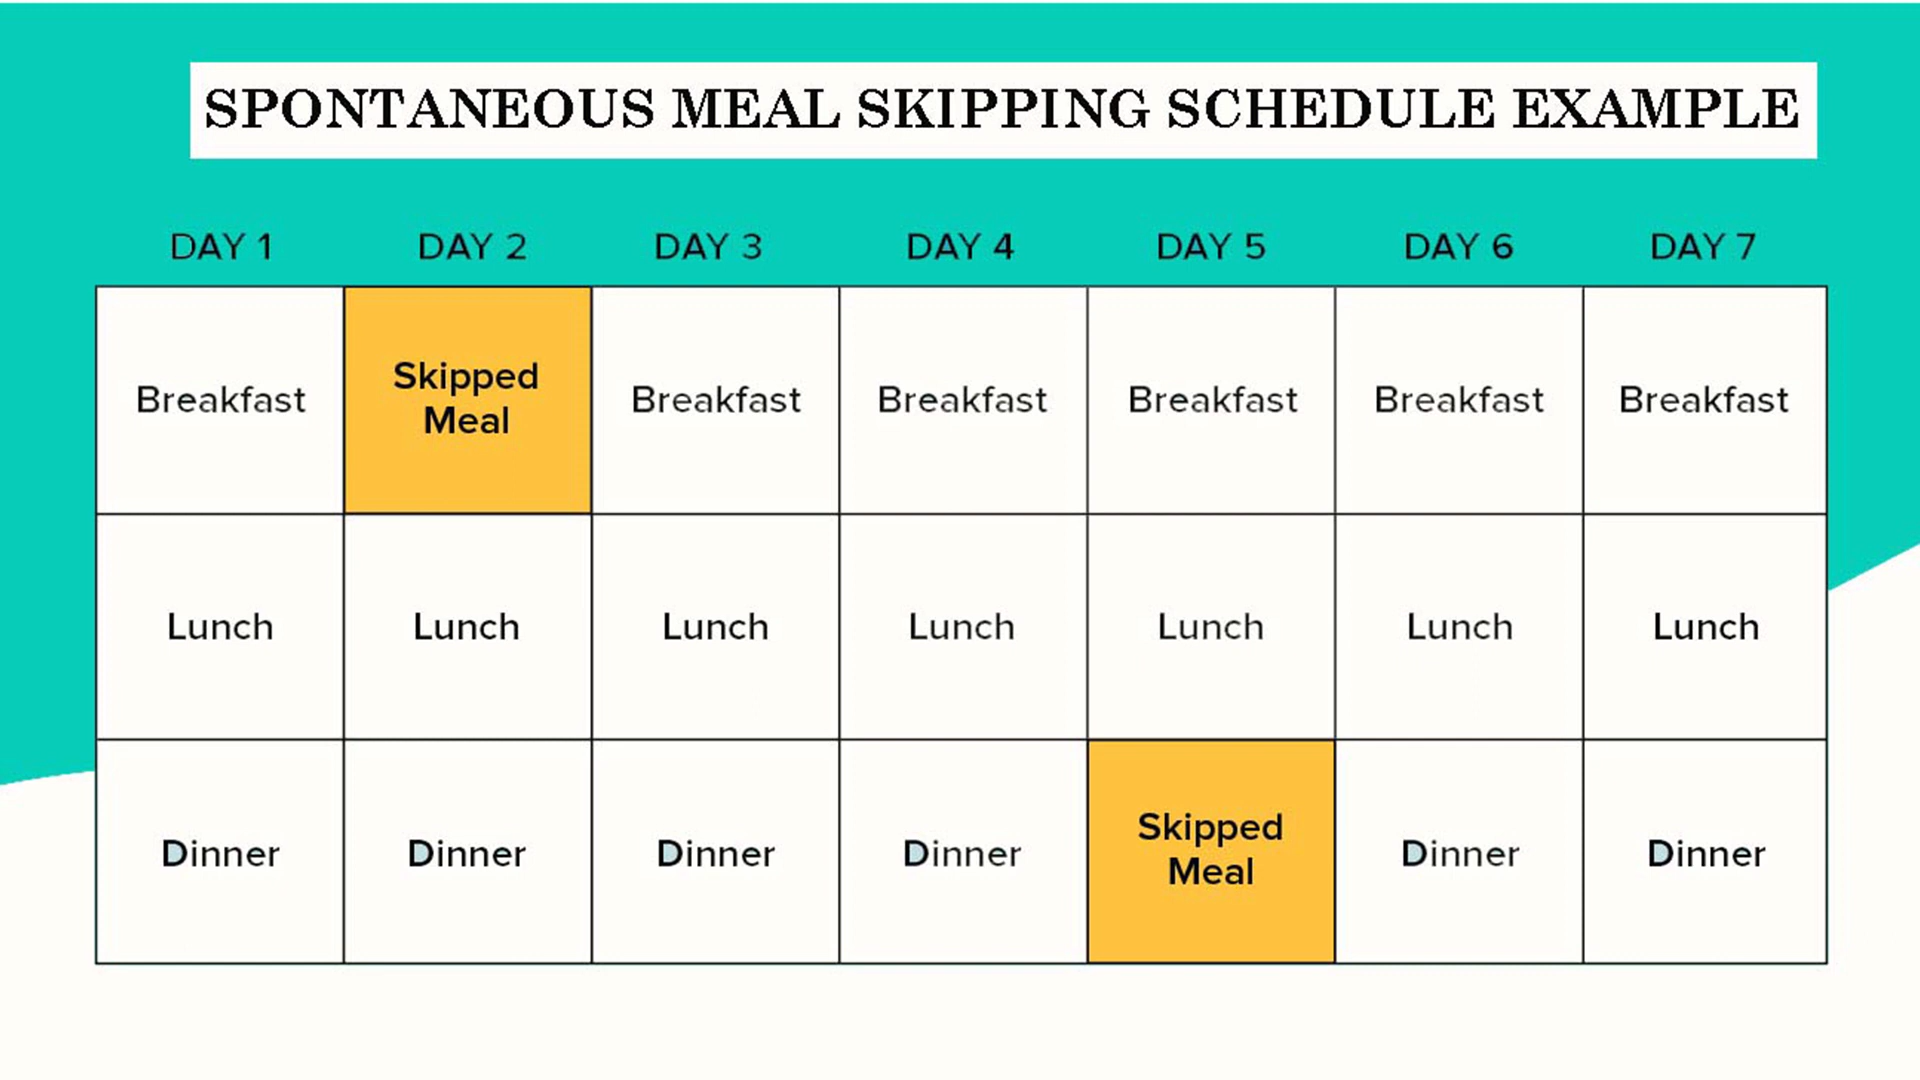 SPONTANEOUS MEAL SKIPPING SCHEDULE EXAMPLE
DAY 1 DAY 2 DAY 3 DAY 4 DAY 5 DAY 6 DAY 7
Breakfast Skipped Meal Breakfast Breakfast Breakfast Breakfast Breakfast
Lunch Lunch Lunch Lunch Lunch Lunch Lunch
Dinner Dinner Dinner Dinner Skipped Meal Dinner Dinner